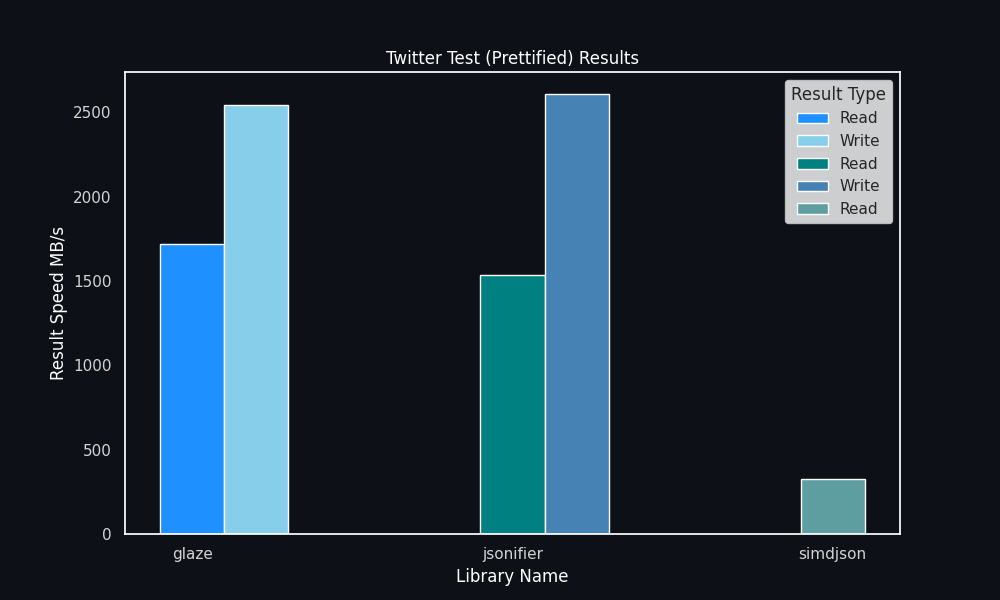 Twitter Test (Prettified) Results
Result Speed MB/s
2500
2000
1500
1000
500
0
Result Type
Read
Write
Read
Write
Read
glaze
jsonifier
simdjson
Library Name